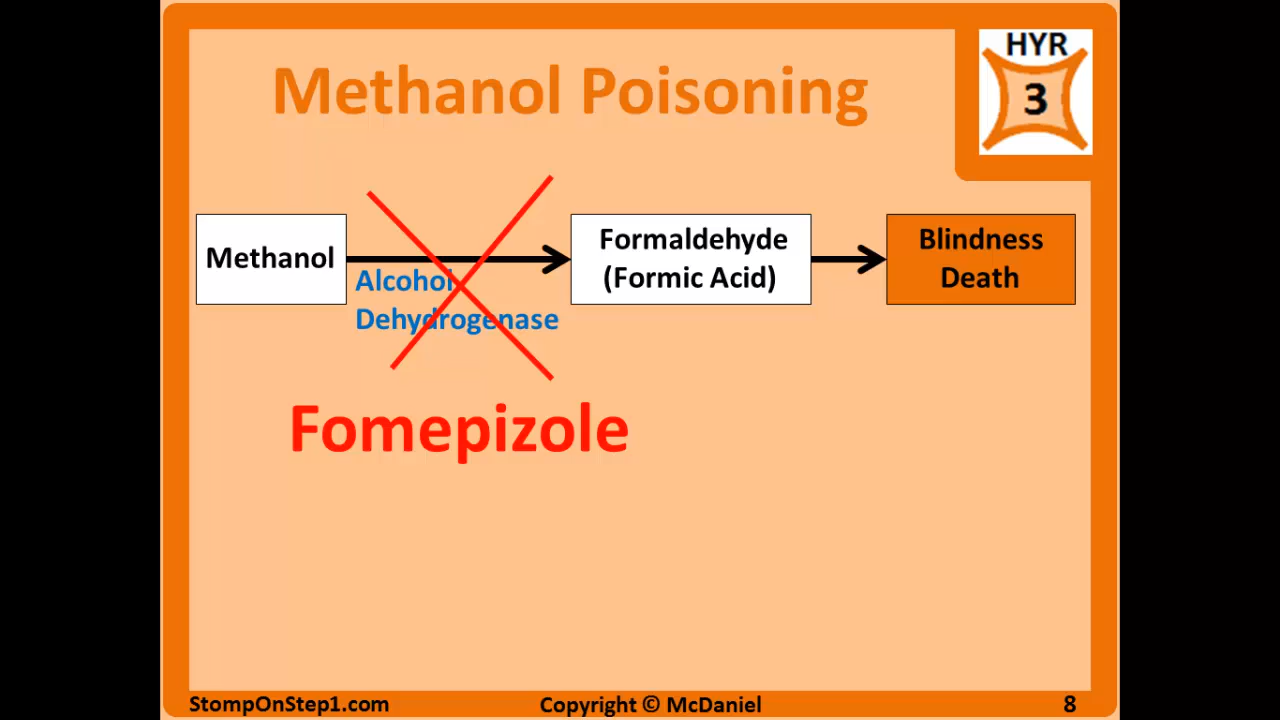 HYR
3
Methanol Poisoning
Methanol
Alcohol
Dehydrogenase
Formaldehyde
(Formic Acid)
Blindness
Death
Fomepizole
StompOnStep1.com
Copyright © McDaniel
8